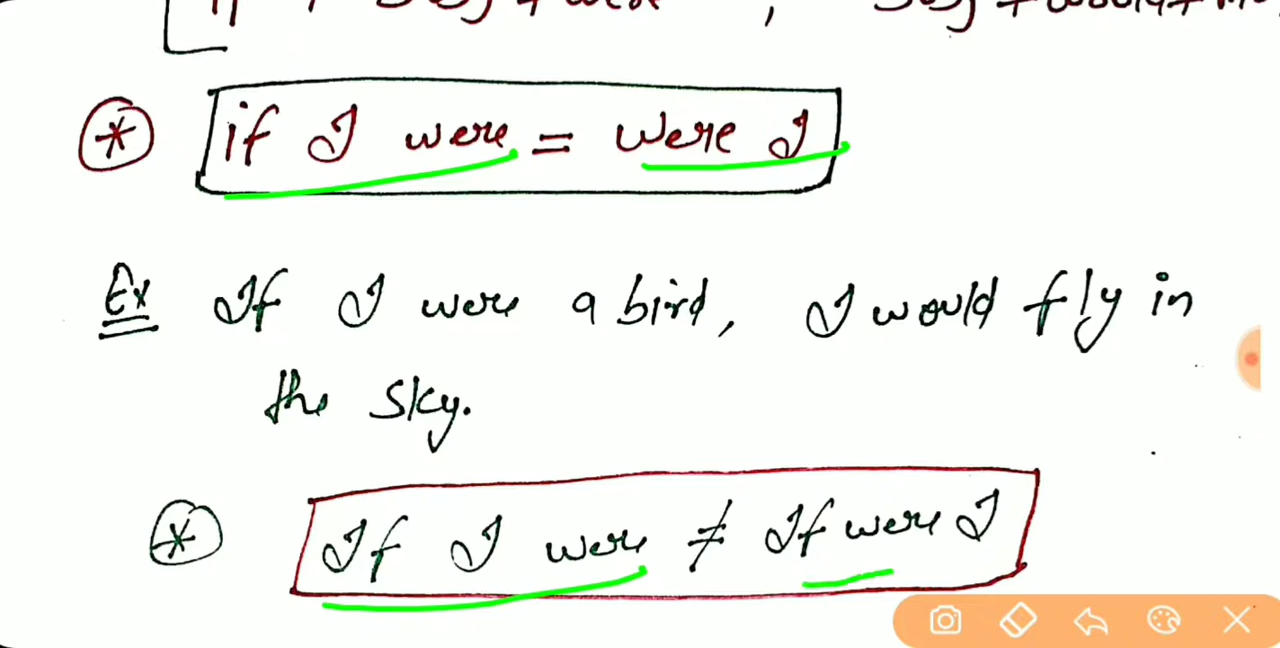 if I were = Were I
Ex If I were a bird, I would fly in
the sky.
If I were ≠ If were I